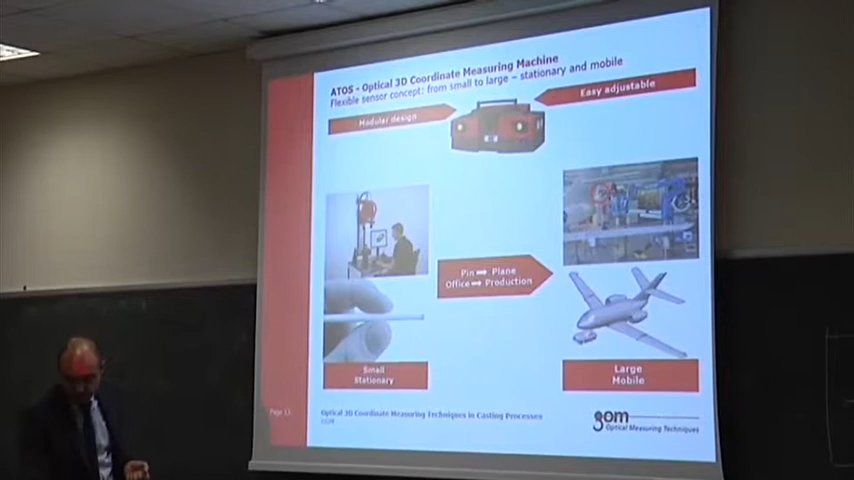 ATOS - Optical 3D Coordinate Measuring Machine
Flexible sensor concept: from small to large – stationary and mobile
Modular design
Easy adjustable
Pin ➡ Plane
Office ➡ Production
Small
Stationary
Large
Mobile
Page 13
Optical 3D Coordinate Measuring Techniques in Casting Processes
gom
Optical Measuring Techniques